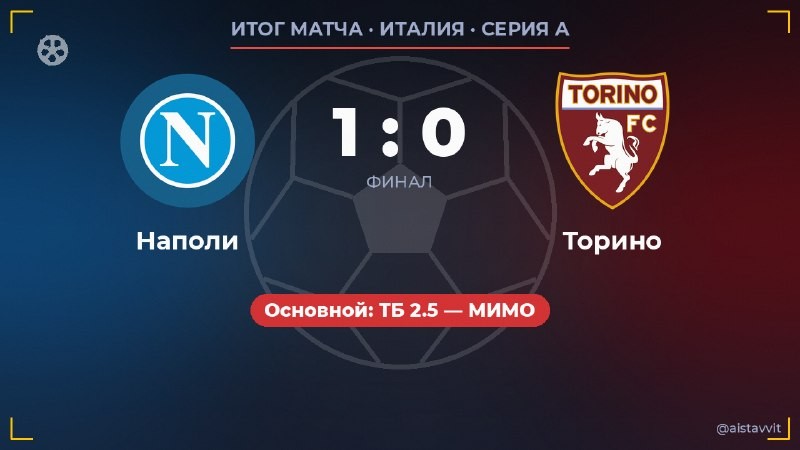 ИТОГ МАТЧА · ИТАЛИЯ · СЕРИЯ А
N
1 : 0
TORINO
FC
ФИНАЛ
Наполи
Торино
Основной: ТБ 2.5 — МИМО
@aistavvit